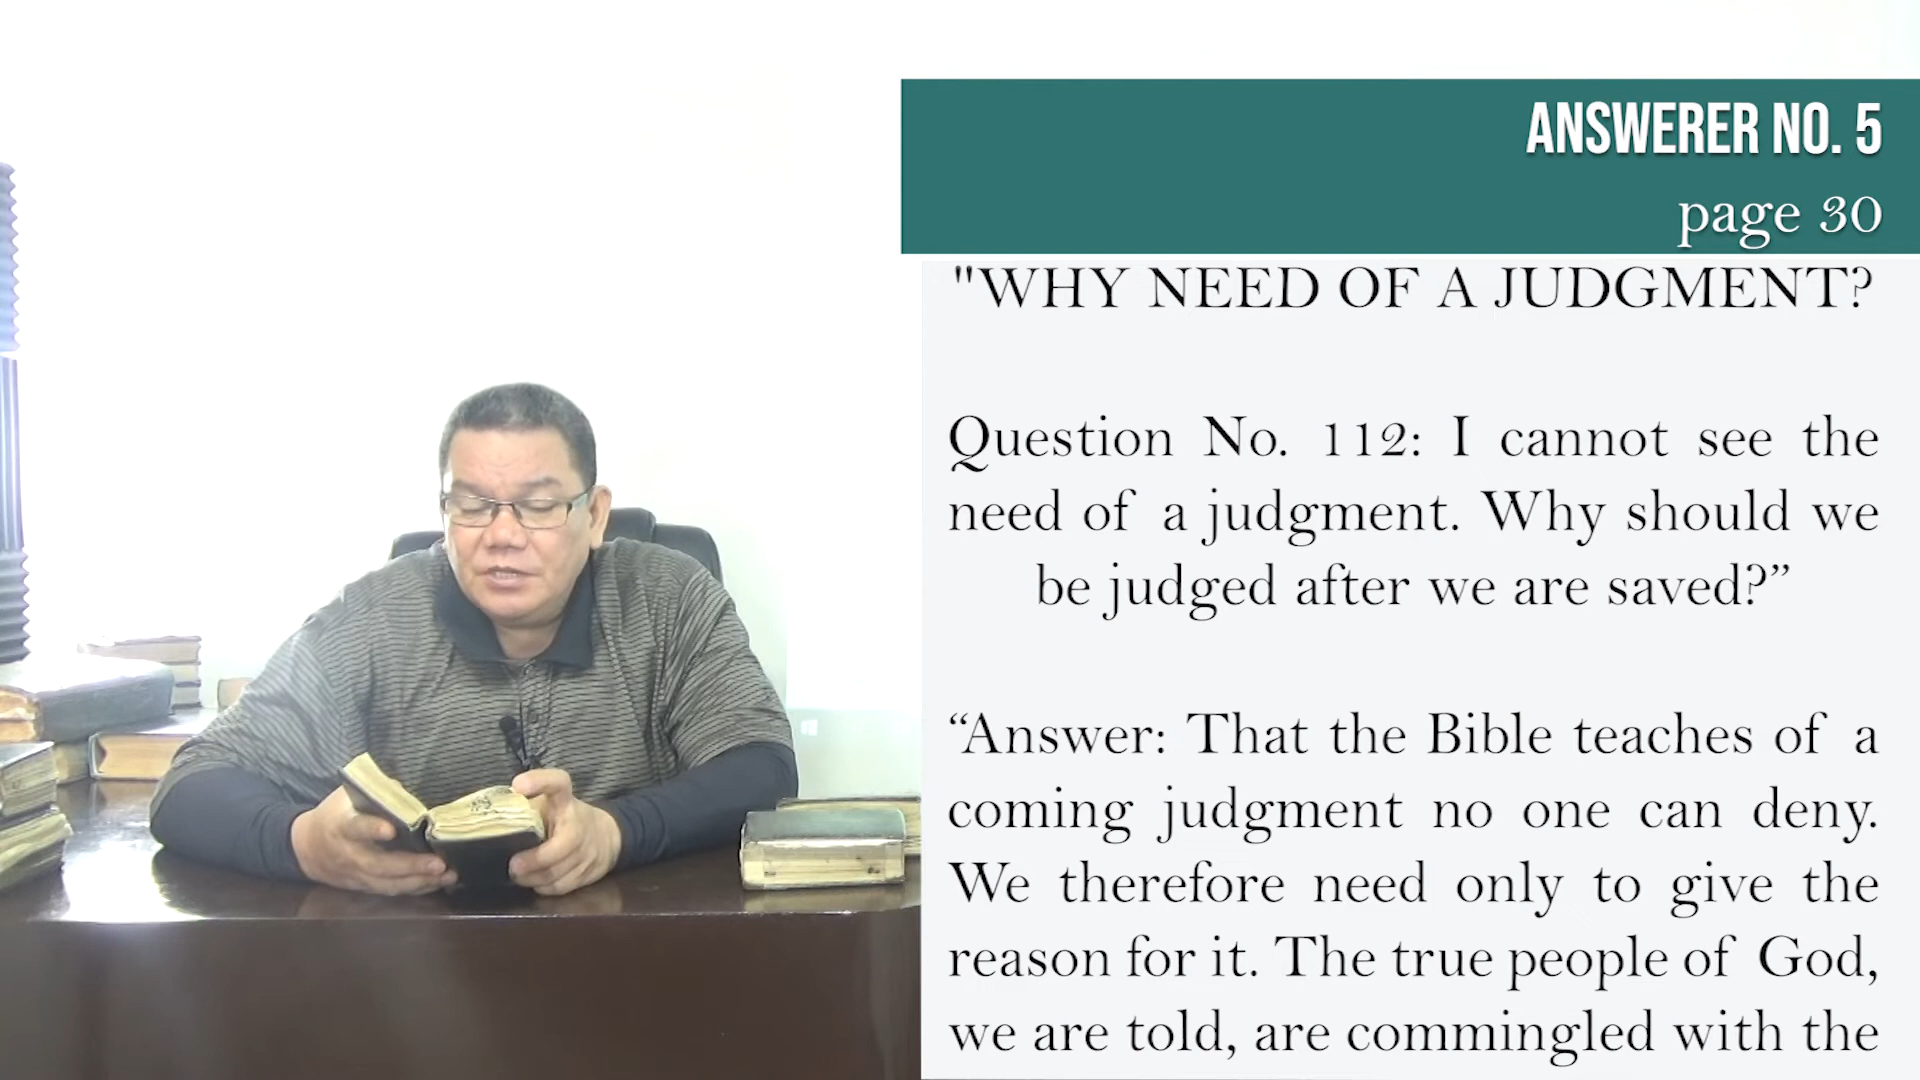 ANSWERER NO. 5
page 30
"WHY NEED OF A JUDGMENT?
Question No. 112: I cannot see the
need of a judgment. Why should we
be judged after we are saved?”
“Answer: That the Bible teaches of a
coming judgment no one can deny.
We therefore need only to give the
reason for it. The true people of God,
we are told, are commingled with the